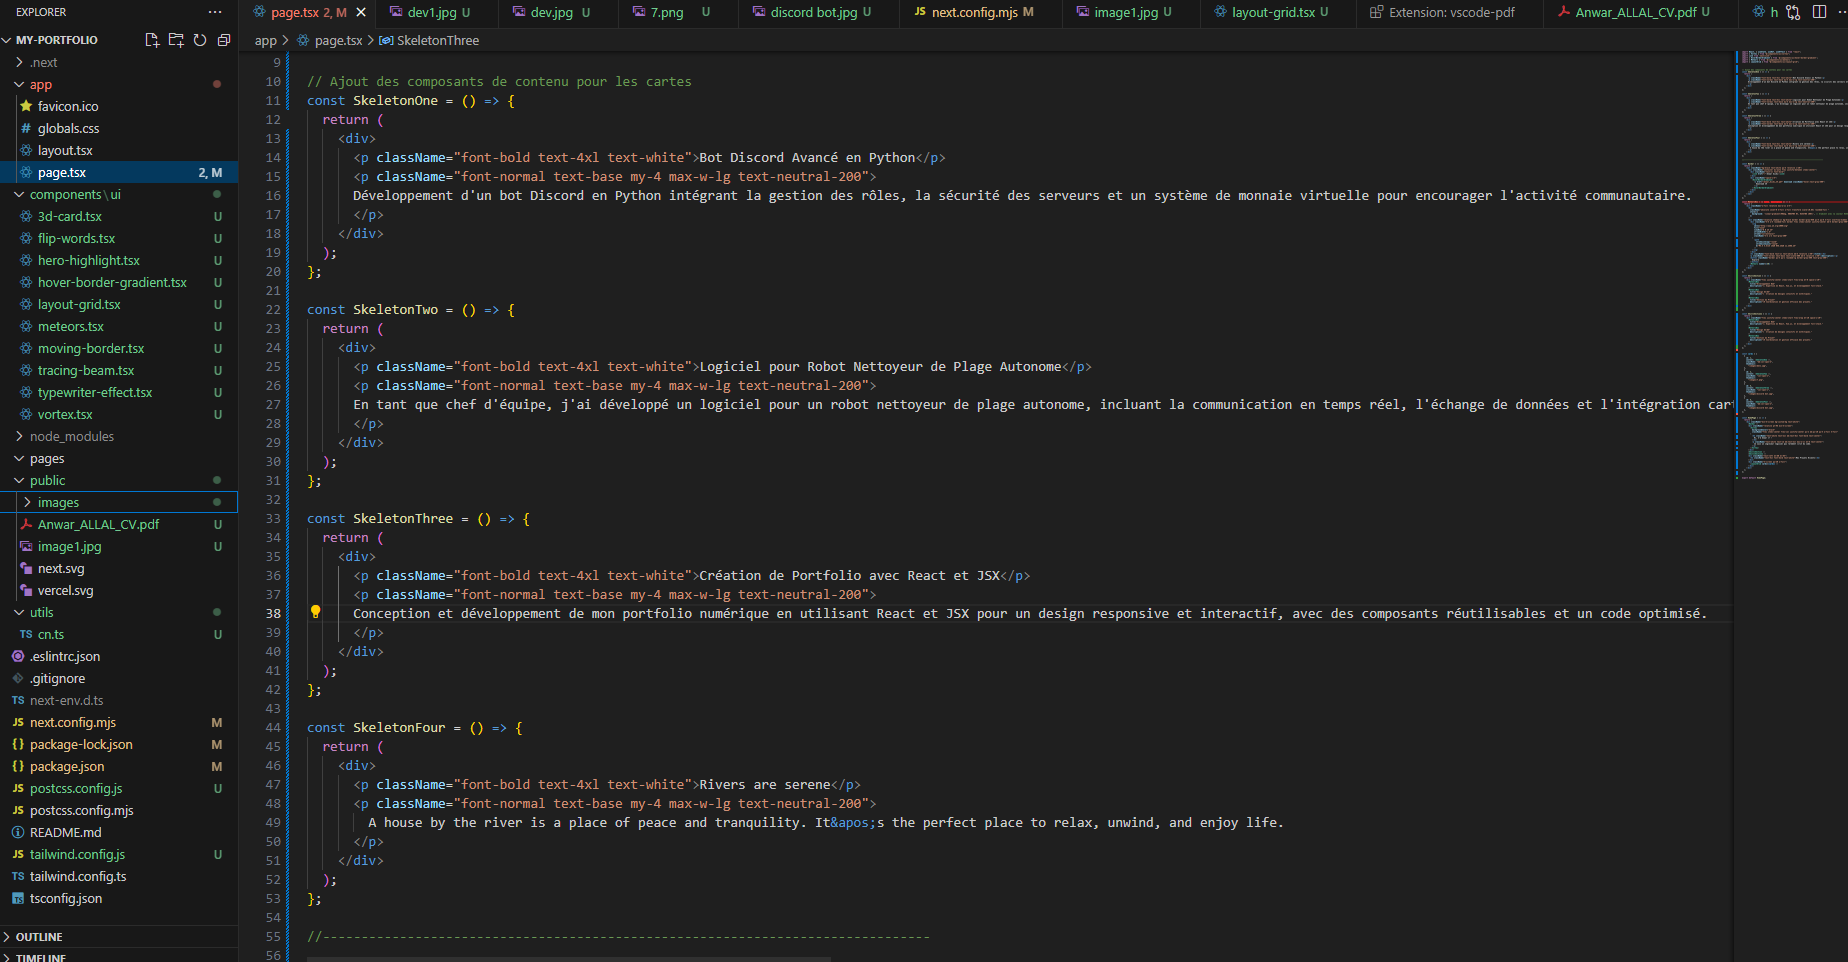 EXPLORER
MY-PORTFOLIO
.next
app
favicon.ico
globals.css
layout.tsx
page.tsx 2, M
components\ui
3d-card.tsx U
flip-words.tsx U
hero-highlight.tsx U
hover-border-gradient.tsx U
layout-grid.tsx U
meteors.tsx U
moving-border.tsx U
tracing-beam.tsx U
typewriter-effect.tsx U
vortex.tsx U
node_modules
pages
public
images
Anwar_ALLAL_CV.pdf U
image1.jpg U
next.svg
vercel.svg
utils
TS cn.ts U
.eslintrc.json
.gitignore
TS next-env.d.ts
JS next.config.mjs M
{} package-lock.json M
{} package.json M
JS postcss.config.js U
JS postcss.config.mjs
README.md
JS tailwind.config.js U
TS tailwind.config.ts
tsconfig.json
OUTLINE
TIMELINE
page.tsx 2, M dev1.jpg U dev.jpg U 7.png U discord bot.jpg U JS next.config.mjs M image1.jpg U layout-grid.tsx U Extension: vscode-pdf Anwar_ALLAL_CV.pdf U h
app > page.tsx > SkeletonThree
9
10 // Ajout des composants de contenu pour les cartes
11 const SkeletonOne = () => {
12 return (
13 <div>
14 <p className="font-bold text-4xl text-white">Bot Discord Avancé en Python</p>
15 <p className="font-normal text-base my-4 max-w-lg text-neutral-200">
16 Développement d'un bot Discord en Python intégrant la gestion des rôles, la sécurité des serveurs et un système de monnaie virtuelle pour encourager l'activité communautaire.
17 </p>
18 </div>
19 );
20 };
21
22 const SkeletonTwo = () => {
23 return (
24 <div>
25 <p className="font-bold text-4xl text-white">Logiciel pour Robot Nettoyeur de Plage Autonome</p>
26 <p className="font-normal text-base my-4 max-w-lg text-neutral-200">
27 En tant que chef d'équipe, j'ai développé un logiciel pour un robot nettoyeur de plage autonome, incluant la communication en temps réel, l'échange de données et l'intégration car
28 </p>
29 </div>
30 );
31 };
32
33 const SkeletonThree = () => {
34 return (
35 <div>
36 <p className="font-bold text-4xl text-white">Création de Portfolio avec React et JSX</p>
37 <p className="font-normal text-base my-4 max-w-lg text-neutral-200">
38 Conception et développement de mon portfolio numérique en utilisant React et JSX pour un design responsive et interactif, avec des composants réutilisables et un code optimisé.
39 </p>
40 </div>
41 );
42 };
43
44 const SkeletonFour = () => {
45 return (
46 <div>
47 <p className="font-bold text-4xl text-white">Rivers are serene</p>
48 <p className="font-normal text-base my-4 max-w-lg text-neutral-200">
49 A house by the river is a place of peace and tranquility. It&apos;s the perfect place to relax, unwind, and enjoy life.
50 </p>
51 </div>
52 );
53 };
54
55 //-------------------------------------------------------------------------------
56